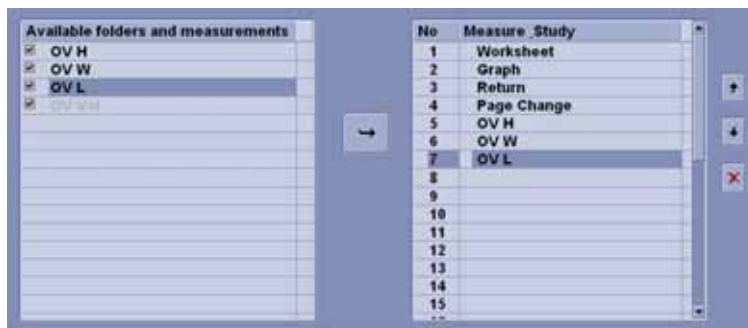 Available folders and measurements
OV H
OV W
OV L
No Measure_Study
1 Worksheet
2 Graph
3 Return
4 Page Change
5 OV H
6 OV W
7 OV L
8
9
10
11
12
13
14
15